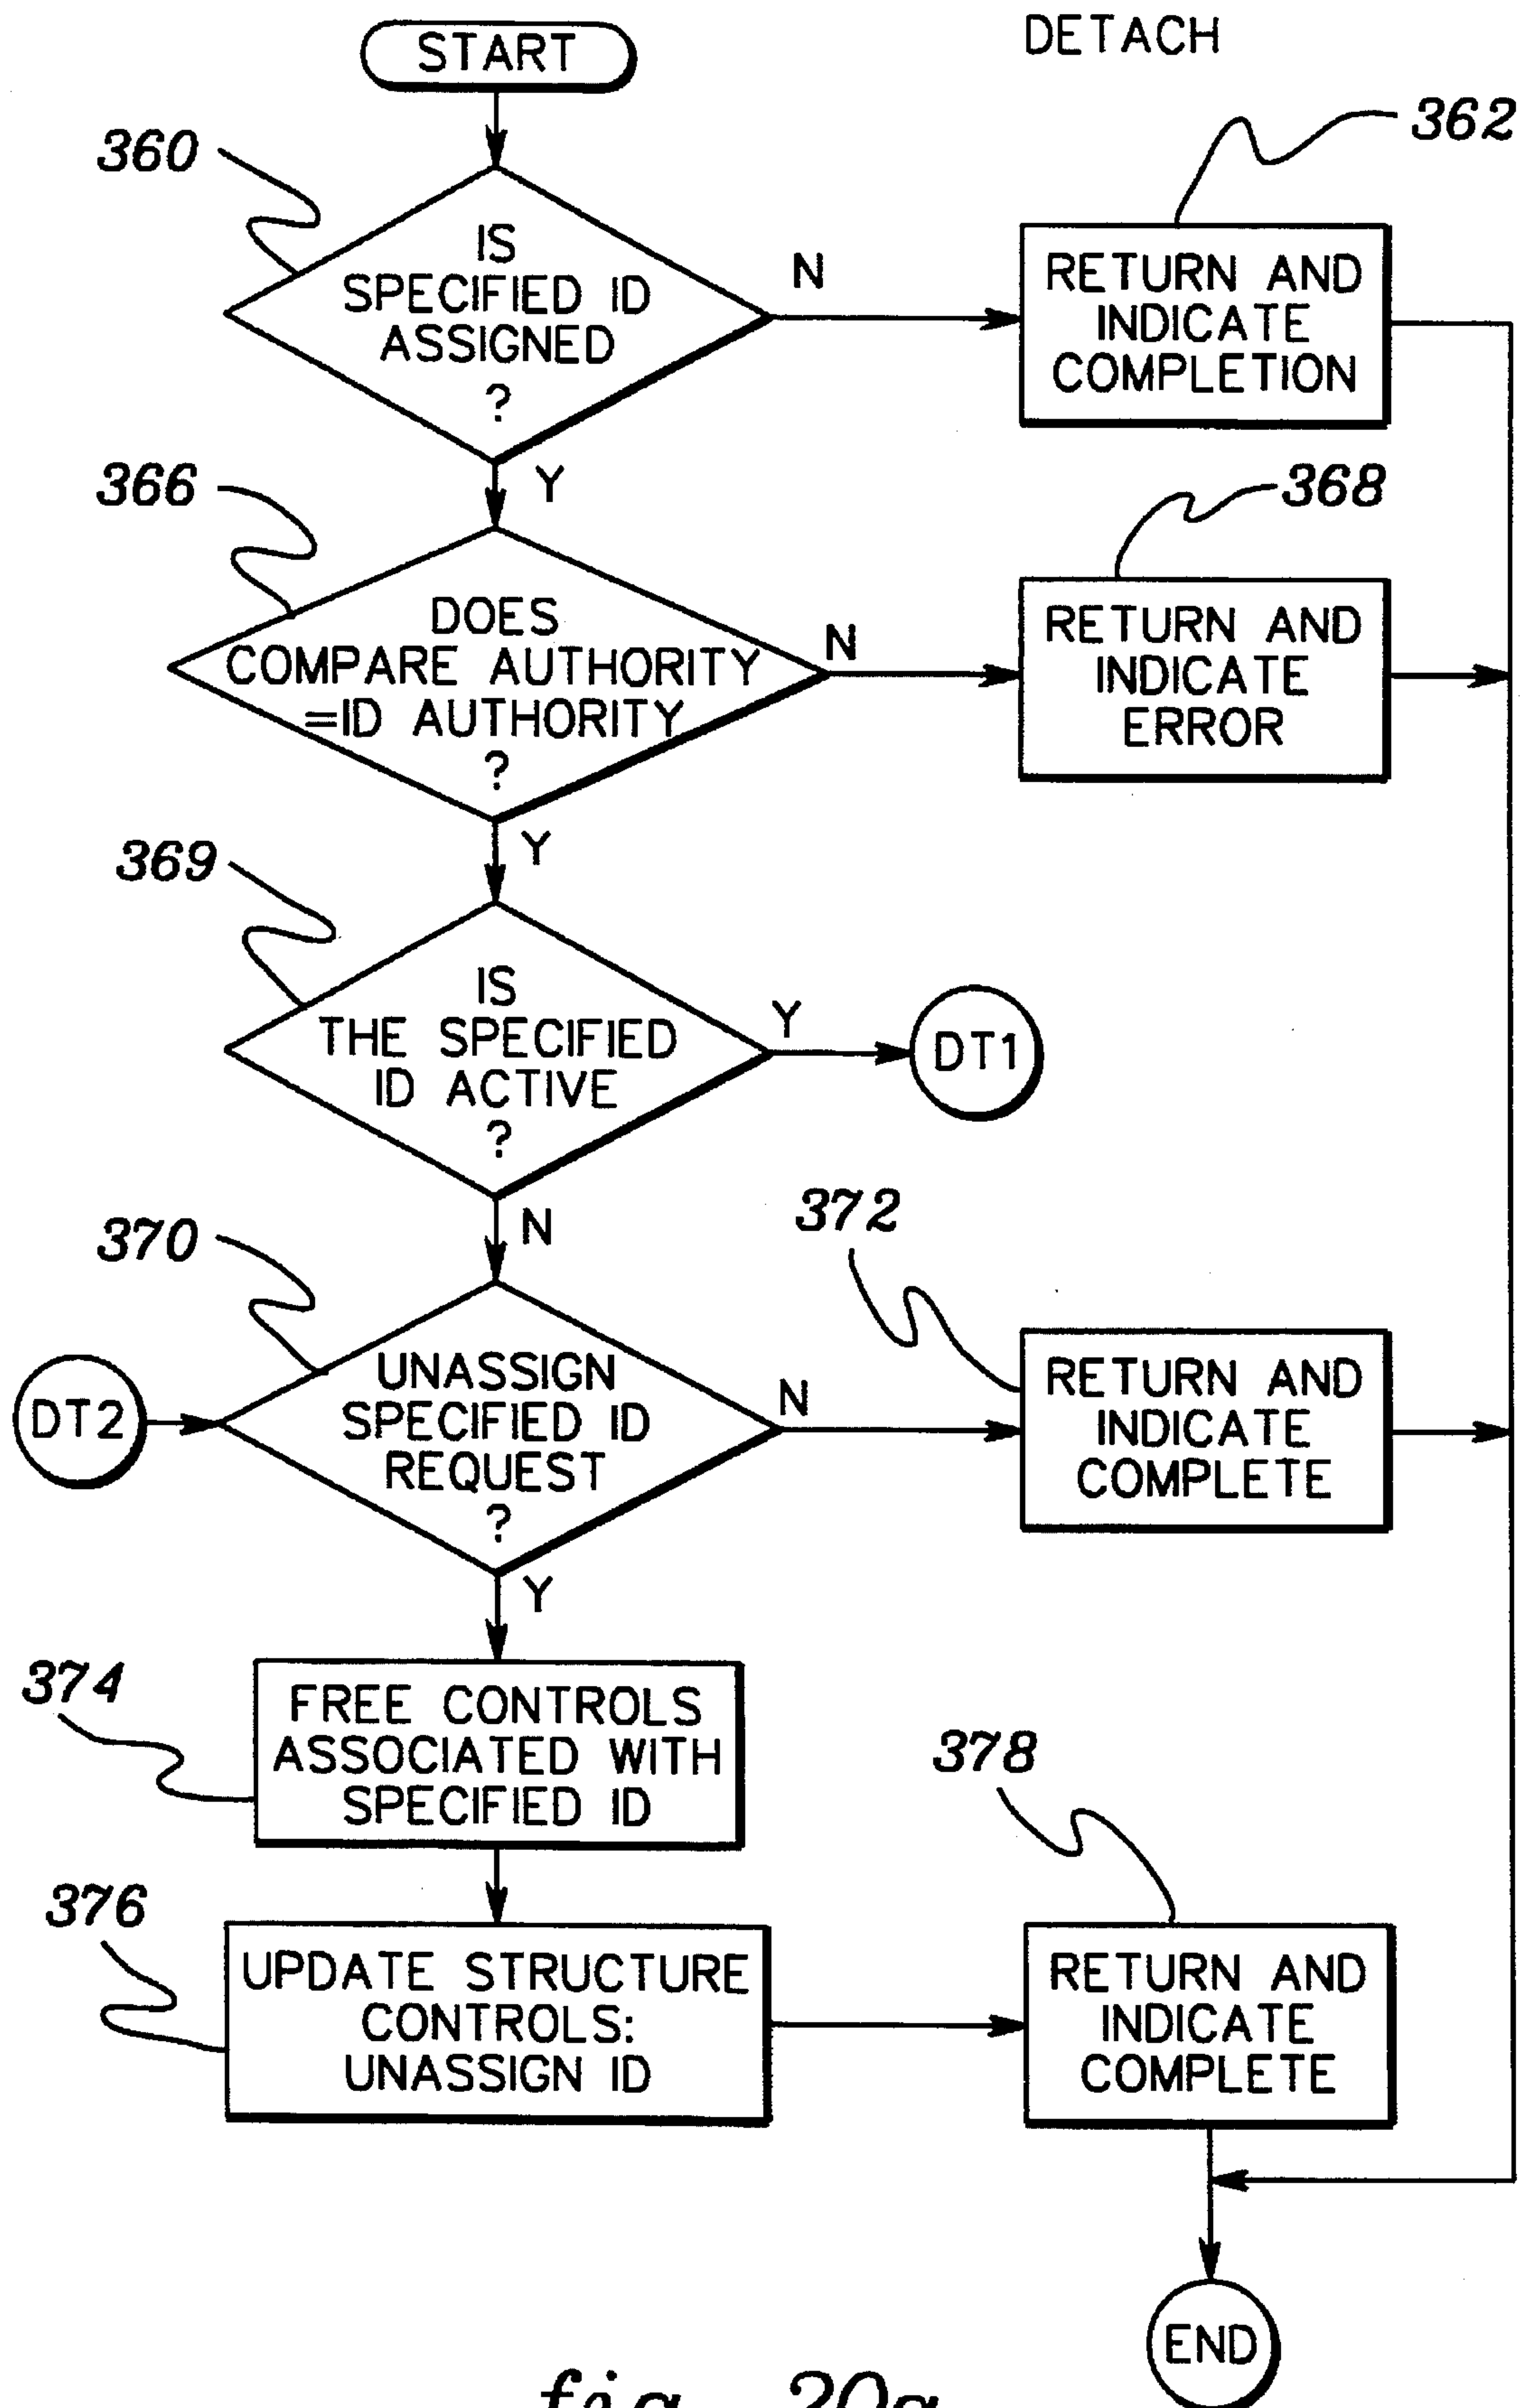 DETACH
START
360
IS
SPECIFIED ID
ASSIGNED
?
N
362
RETURN AND
INDICATE
COMPLETION
Y
366
DOES
COMPARE AUTHORITY
=ID AUTHORITY
?
N
368
RETURN AND
INDICATE
ERROR
Y
369
IS
THE SPECIFIED
ID ACTIVE
?
Y
DT1
N
370
DT2
UNASSIGN
SPECIFIED ID
REQUEST
?
N
372
RETURN AND
INDICATE
COMPLETE
Y
374
FREE CONTROLS
ASSOCIATED WITH
SPECIFIED ID
376
UPDATE STRUCTURE
CONTROLS:
UNASSIGN ID
378
RETURN AND
INDICATE
COMPLETE
END
fig. 20a